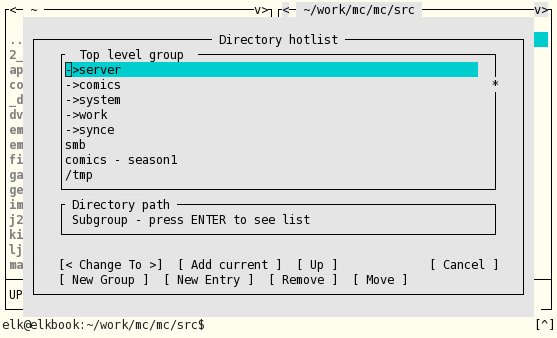 <— ~ v>
<— ~/work/mc/mc/src v>
Directory hotlist
Top level group
..
2_
ap
co
_d
dv
em
em
fi
ga
ge
im
j2
ki
lj
ma
->server
->comics
*
->system
->work
->synce
smb
comics - season1
/tmp
Directory path
Subgroup - press ENTER to see list
[< Change To >] [ Add current ] [ Up ] [ Cancel ]
[ New Group ] [ New Entry ] [ Remove ] [ Move ]
UP
elk@elkbook:~/work/mc/mc/src$ [^]